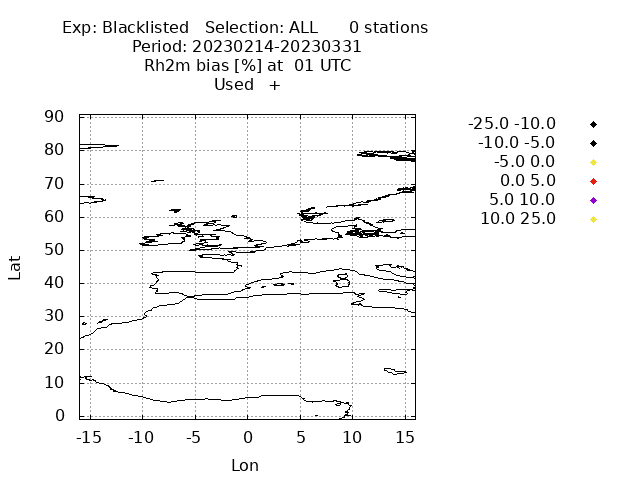 Exp: Blacklisted   Selection: ALL      0 stations
Period: 20230214-20230331
Rh2m bias [%] at  01 UTC
Used   +
90
80
70
60
50
40
30
20
10
0
Lat
-15 -10 -5 0 5 10 15
Lon
-25.0 -10.0
-10.0 -5.0
-5.0 0.0
0.0 5.0
5.0 10.0
10.0 25.0